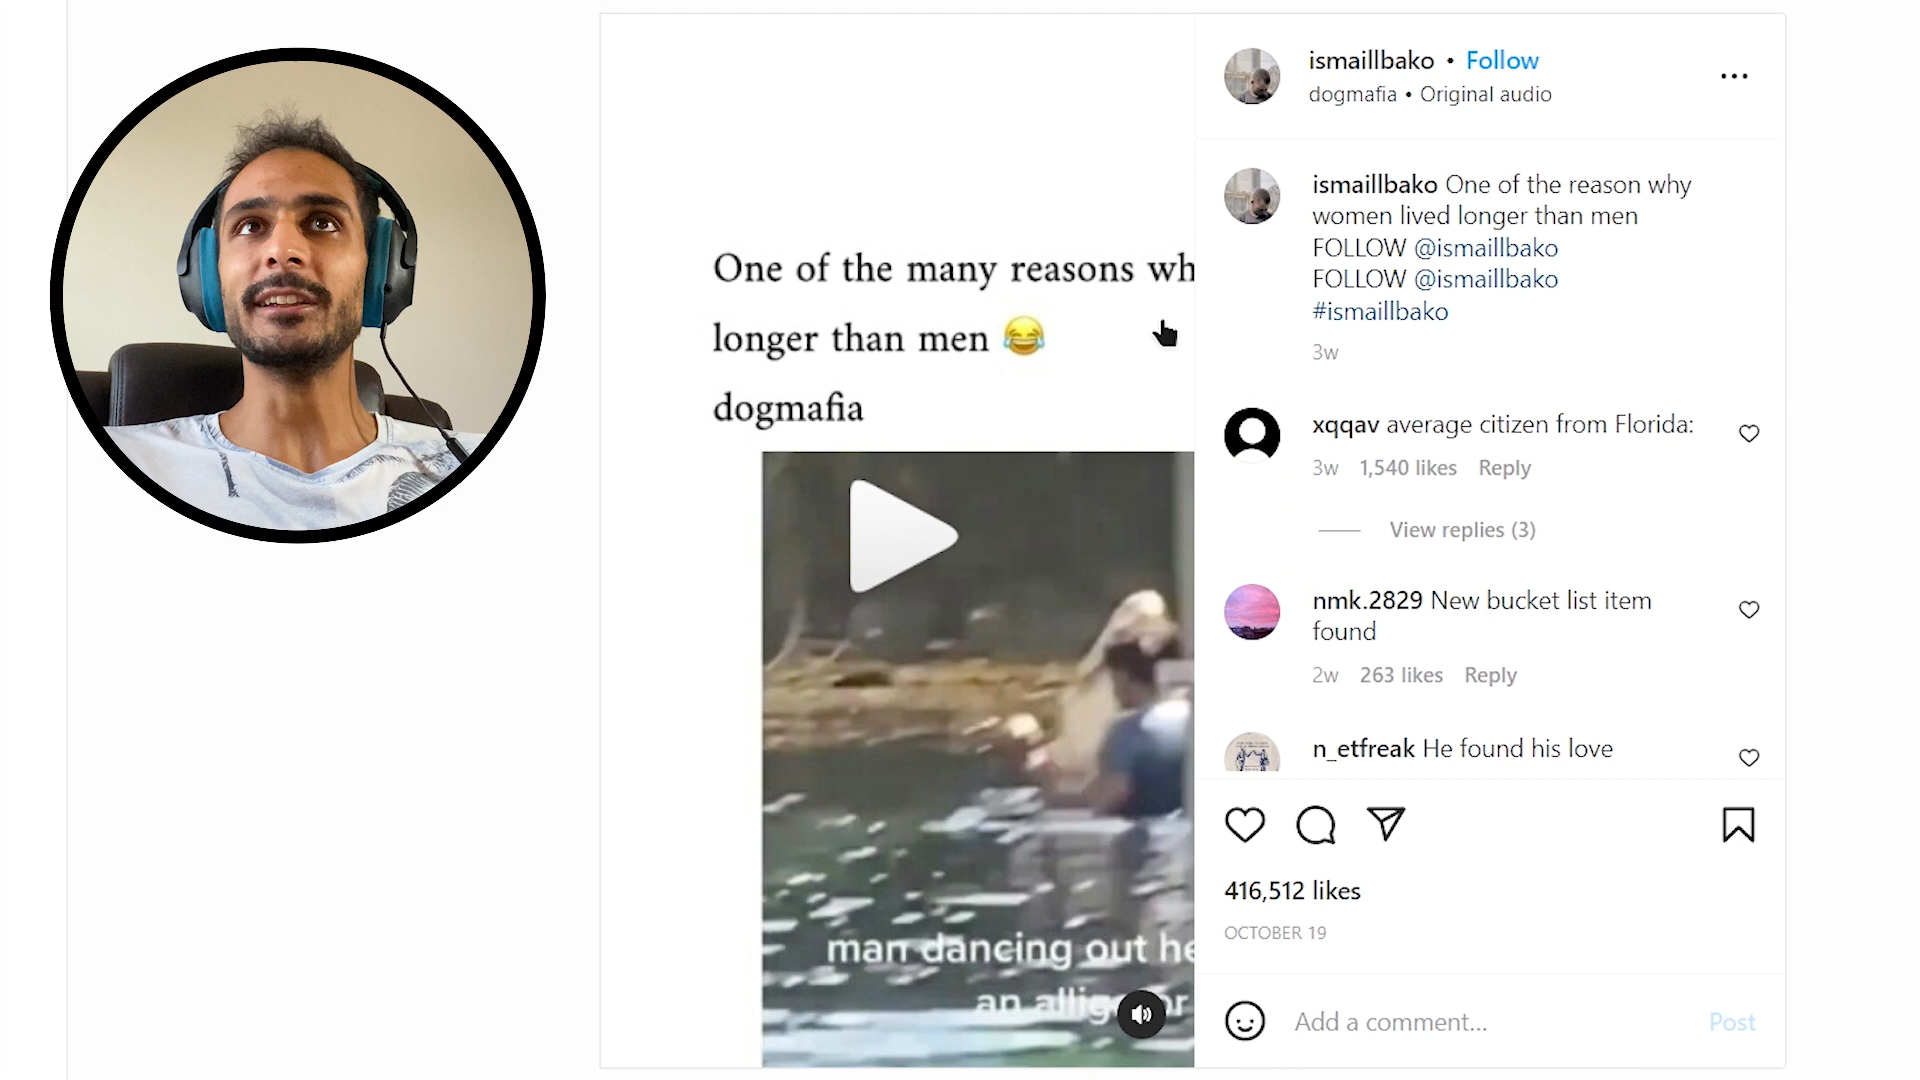 ismaillbako • Follow
dogmafia • Original audio
ismaillbako One of the reason why
women lived longer than men
FOLLOW @ismaillbako
FOLLOW @ismaillbako
#ismaillbako
3w
xqqav average citizen from Florida:
3w 1,540 likes Reply
View replies (3)
nmk.2829 New bucket list item
found
2w 263 likes Reply
n_etfreak He found his love
416,512 likes
OCTOBER 19
Add a comment...
Post
One of the many reasons wh
longer than men 😂
dogmafia
man dancing out he
an